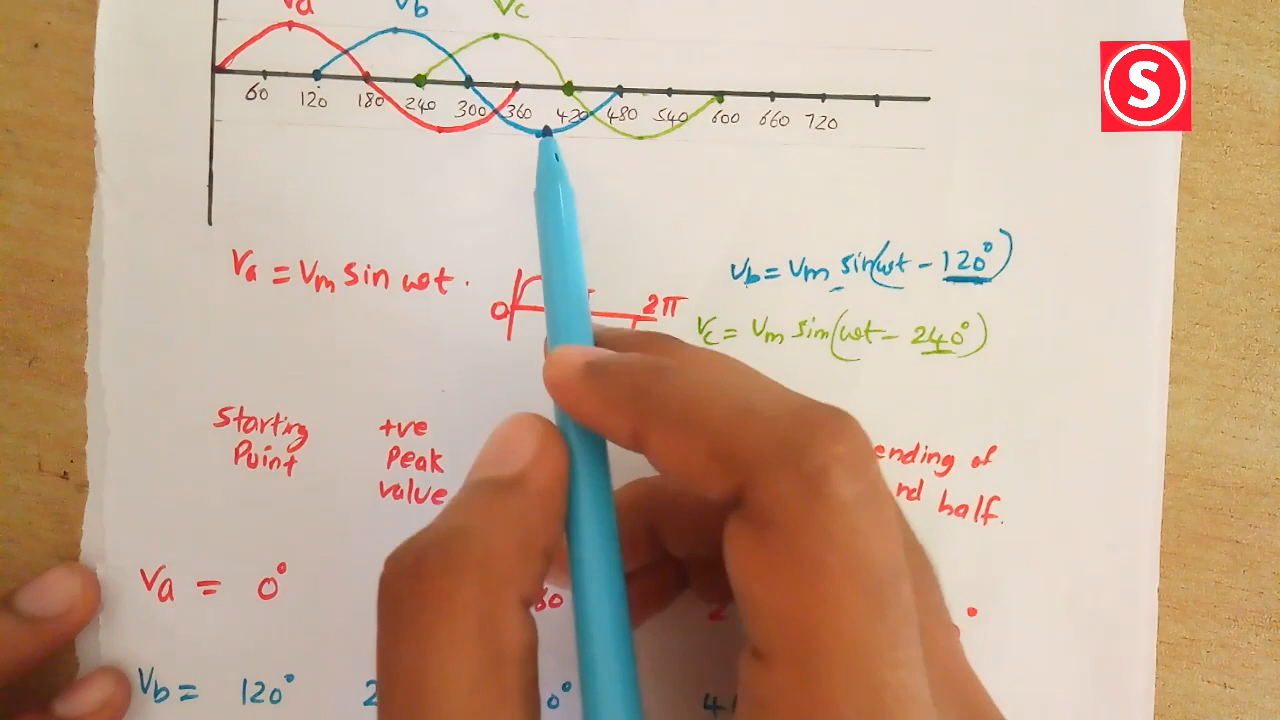 Va Vb Vc
60 120 180 240 300 360 420 480 540 600 660 720
S
Va = Vm sin ωt.
Vb = Vm sin(ωt - 120°)
0 2π
Vc = Vm sin(ωt - 240°)
Starting +ve ending of
Point Peak half.
value
Va = 0°
Vb = 120°